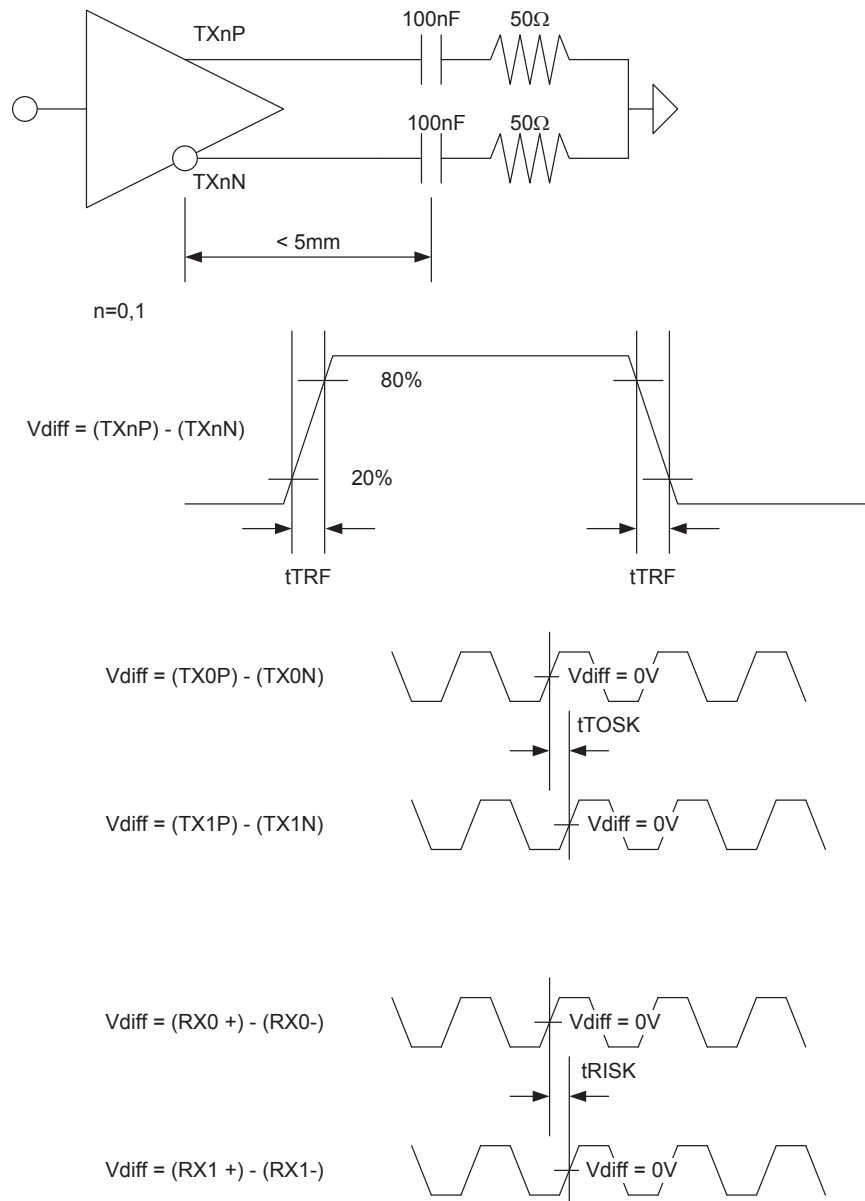 100nF 50Ω
TXnP
100nF 50Ω
TXnN
< 5mm
n=0,1
80%
Vdiff = (TXnP) - (TXnN)
20%
tTRF tTRF
Vdiff = (TX0P) - (TX0N) Vdiff = 0V
tTOSK
Vdiff = (TX1P) - (TX1N) Vdiff = 0V
Vdiff = (RX0 +) - (RX0-) Vdiff = 0V
tRISK
Vdiff = (RX1 +) - (RX1-) Vdiff = 0V